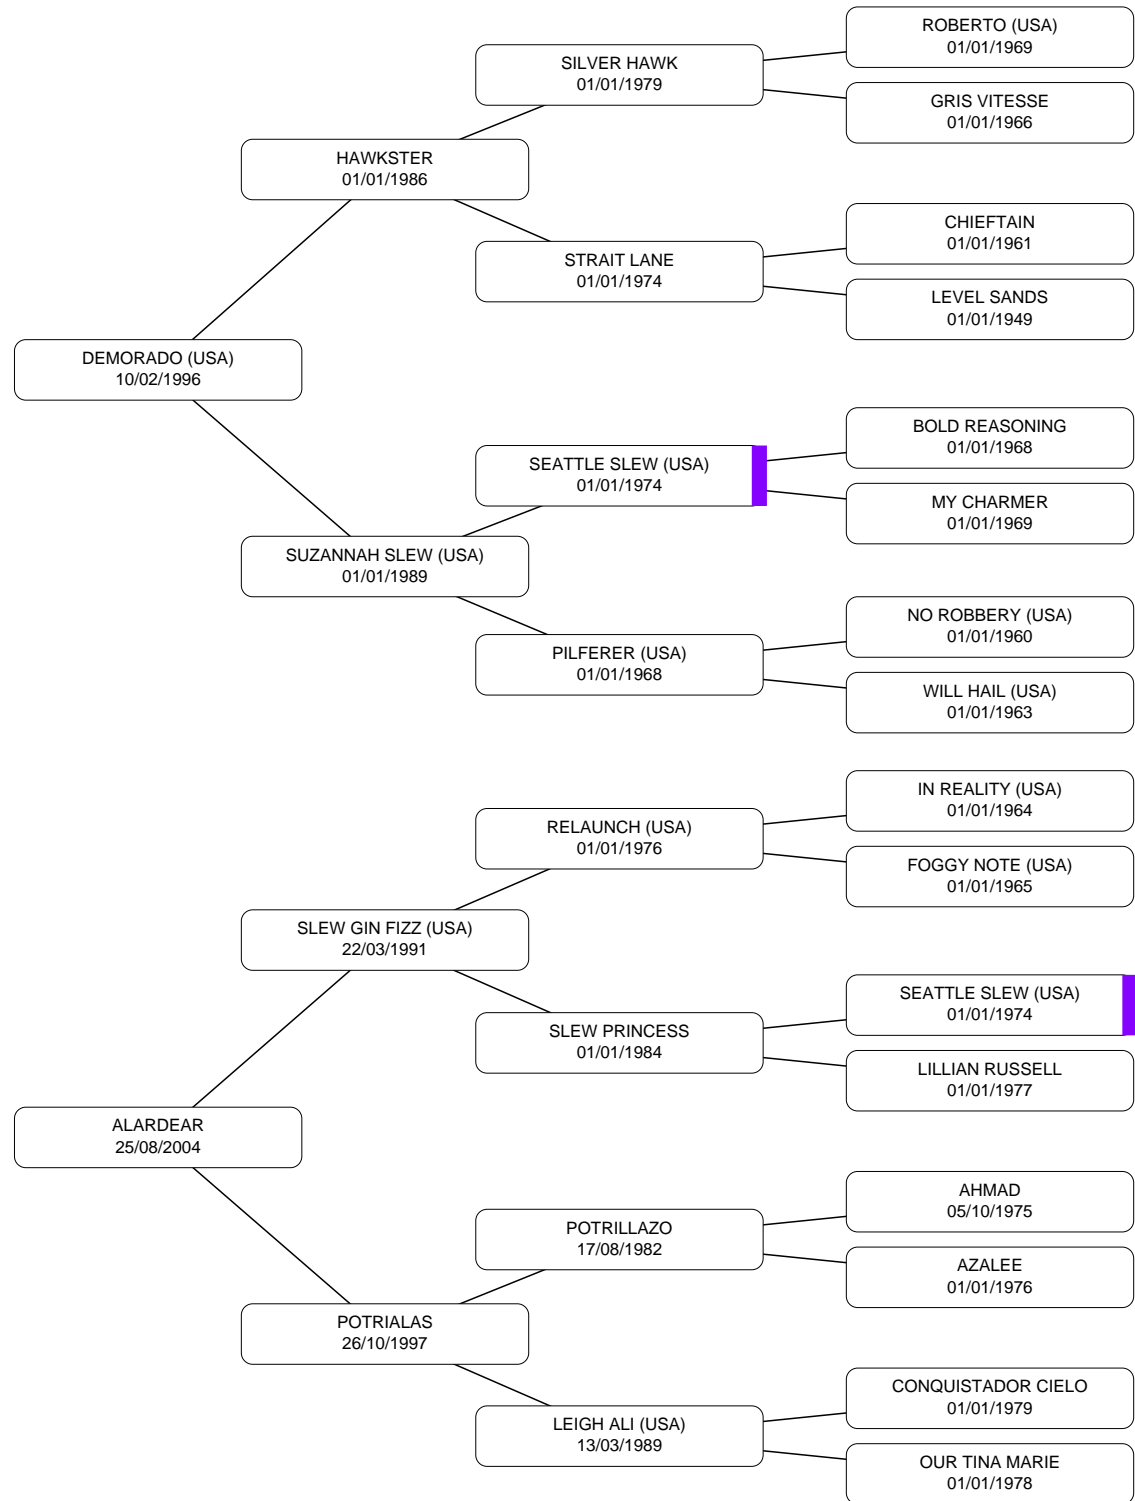 ROBERTO (USA)
01/01/1969
SILVER HAWK
01/01/1979
GRIS VITESSE
01/01/1966
HAWKSTER
01/01/1986
CHIEFTAIN
01/01/1961
STRAIT LANE
01/01/1974
LEVEL SANDS
01/01/1949
DEMORADO (USA)
10/02/1996
BOLD REASONING
01/01/1968
SEATTLE SLEW (USA)
01/01/1974
MY CHARMER
01/01/1969
SUZANNAH SLEW (USA)
01/01/1989
NO ROBBERY (USA)
01/01/1960
PILFERER (USA)
01/01/1968
WILL HAIL (USA)
01/01/1963
IN REALITY (USA)
01/01/1964
RELAUNCH (USA)
01/01/1976
FOGGY NOTE (USA)
01/01/1965
SLEW GIN FIZZ (USA)
22/03/1991
SEATTLE SLEW (USA)
01/01/1974
SLEW PRINCESS
01/01/1984
LILLIAN RUSSELL
01/01/1977
ALARDEAR
25/08/2004
AHMAD
05/10/1975
POTRILLAZO
17/08/1982
AZALEE
01/01/1976
POTRIALAS
26/10/1997
CONQUISTADOR CIELO
01/01/1979
LEIGH ALI (USA)
13/03/1989
OUR TINA MARIE
01/01/1978